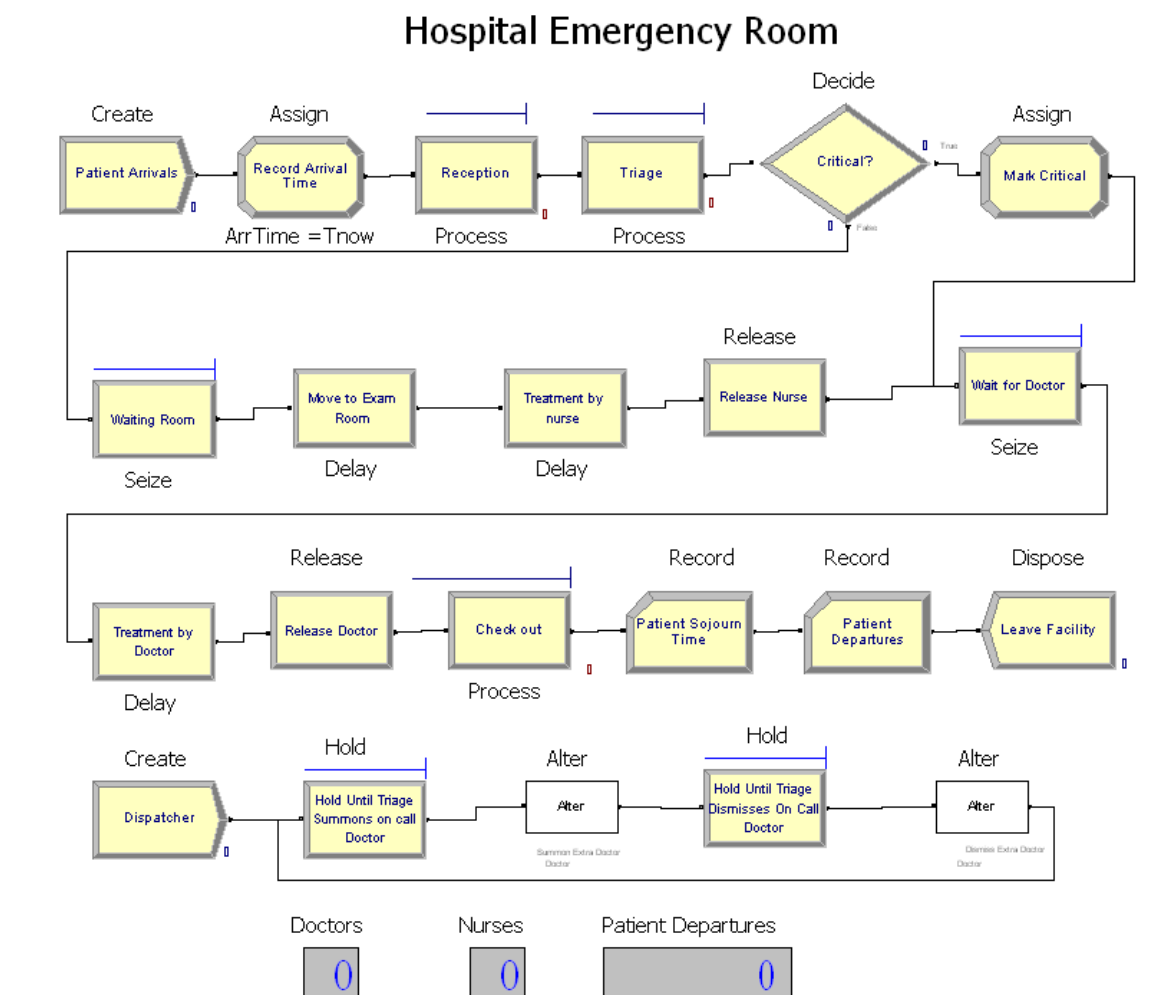 Hospital Emergency Room
Decide
Create
Assign
Assign
Patient Arrivals
Record Arrival
Time
Reception
Triage
Critical?
True
Mark Critical
ArrTime =Tnow
Process
Process
False
Release
Waiting Room
Move to Exam
Room
Treatment by
nurse
Release Nurse
Wait for Doctor
Seize
Delay
Delay
Seize
Release
Record
Record
Dispose
Treatment by
Doctor
Release Doctor
Check out
Patient Sojourn
Time
Patient
Departures
Leave Facility
Delay
Process
Create
Hold
Alter
Hold
Alter
Dispatcher
Hold Until Triage
Summons on call
Doctor
Alter
Hold Until Triage
Dismisses On Call
Doctor
Alter
Summon Extra Doctor
Doctor
Dismiss Extra Doctor
Doctor
Doctors
Nurses
Patient Departures
0
0
0